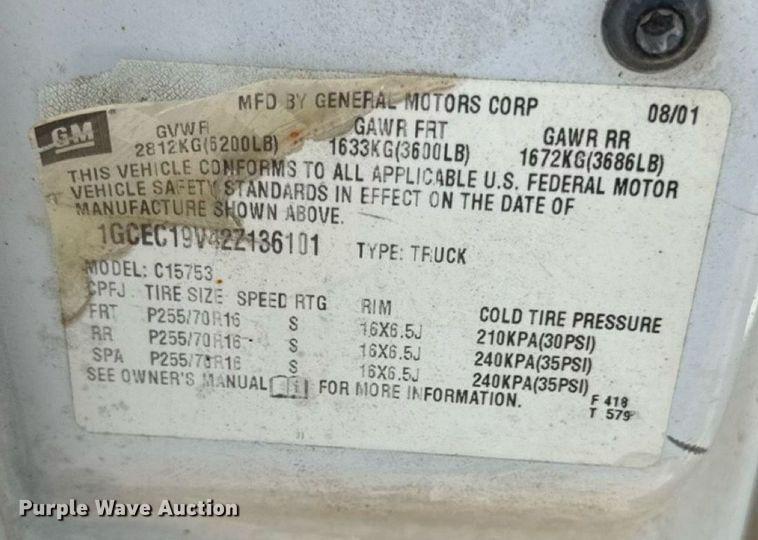 MFD BY GENERAL MOTORS CORP 08/01
GM
GVWR GAWR FRT GAWR RR
2812KG(6200LB) 1633KG(3600LB) 1672KG(3686LB)
THIS VEHICLE CONFORMS TO ALL APPLICABLE U.S. FEDERAL MOTOR
VEHICLE SAFETY STANDARDS IN EFFECT ON THE DATE OF
MANUFACTURE SHOWN ABOVE.
1GCEC19V42Z136101 TYPE: TRUCK
MODEL: C15753
CPFJ TIRE SIZE SPEED RTG RIM COLD TIRE PRESSURE
FRT P255/70R16 S 16X6.5J 210KPA(30PSI)
RR P255/70R16 S 16X6.5J 240KPA(35PSI)
SPA P255/70R16 S 16X6.5J 240KPA(35PSI)
SEE OWNER'S MANUAL FOR MORE INFORMATION.
F 418
T 579
Purple Wave Auction